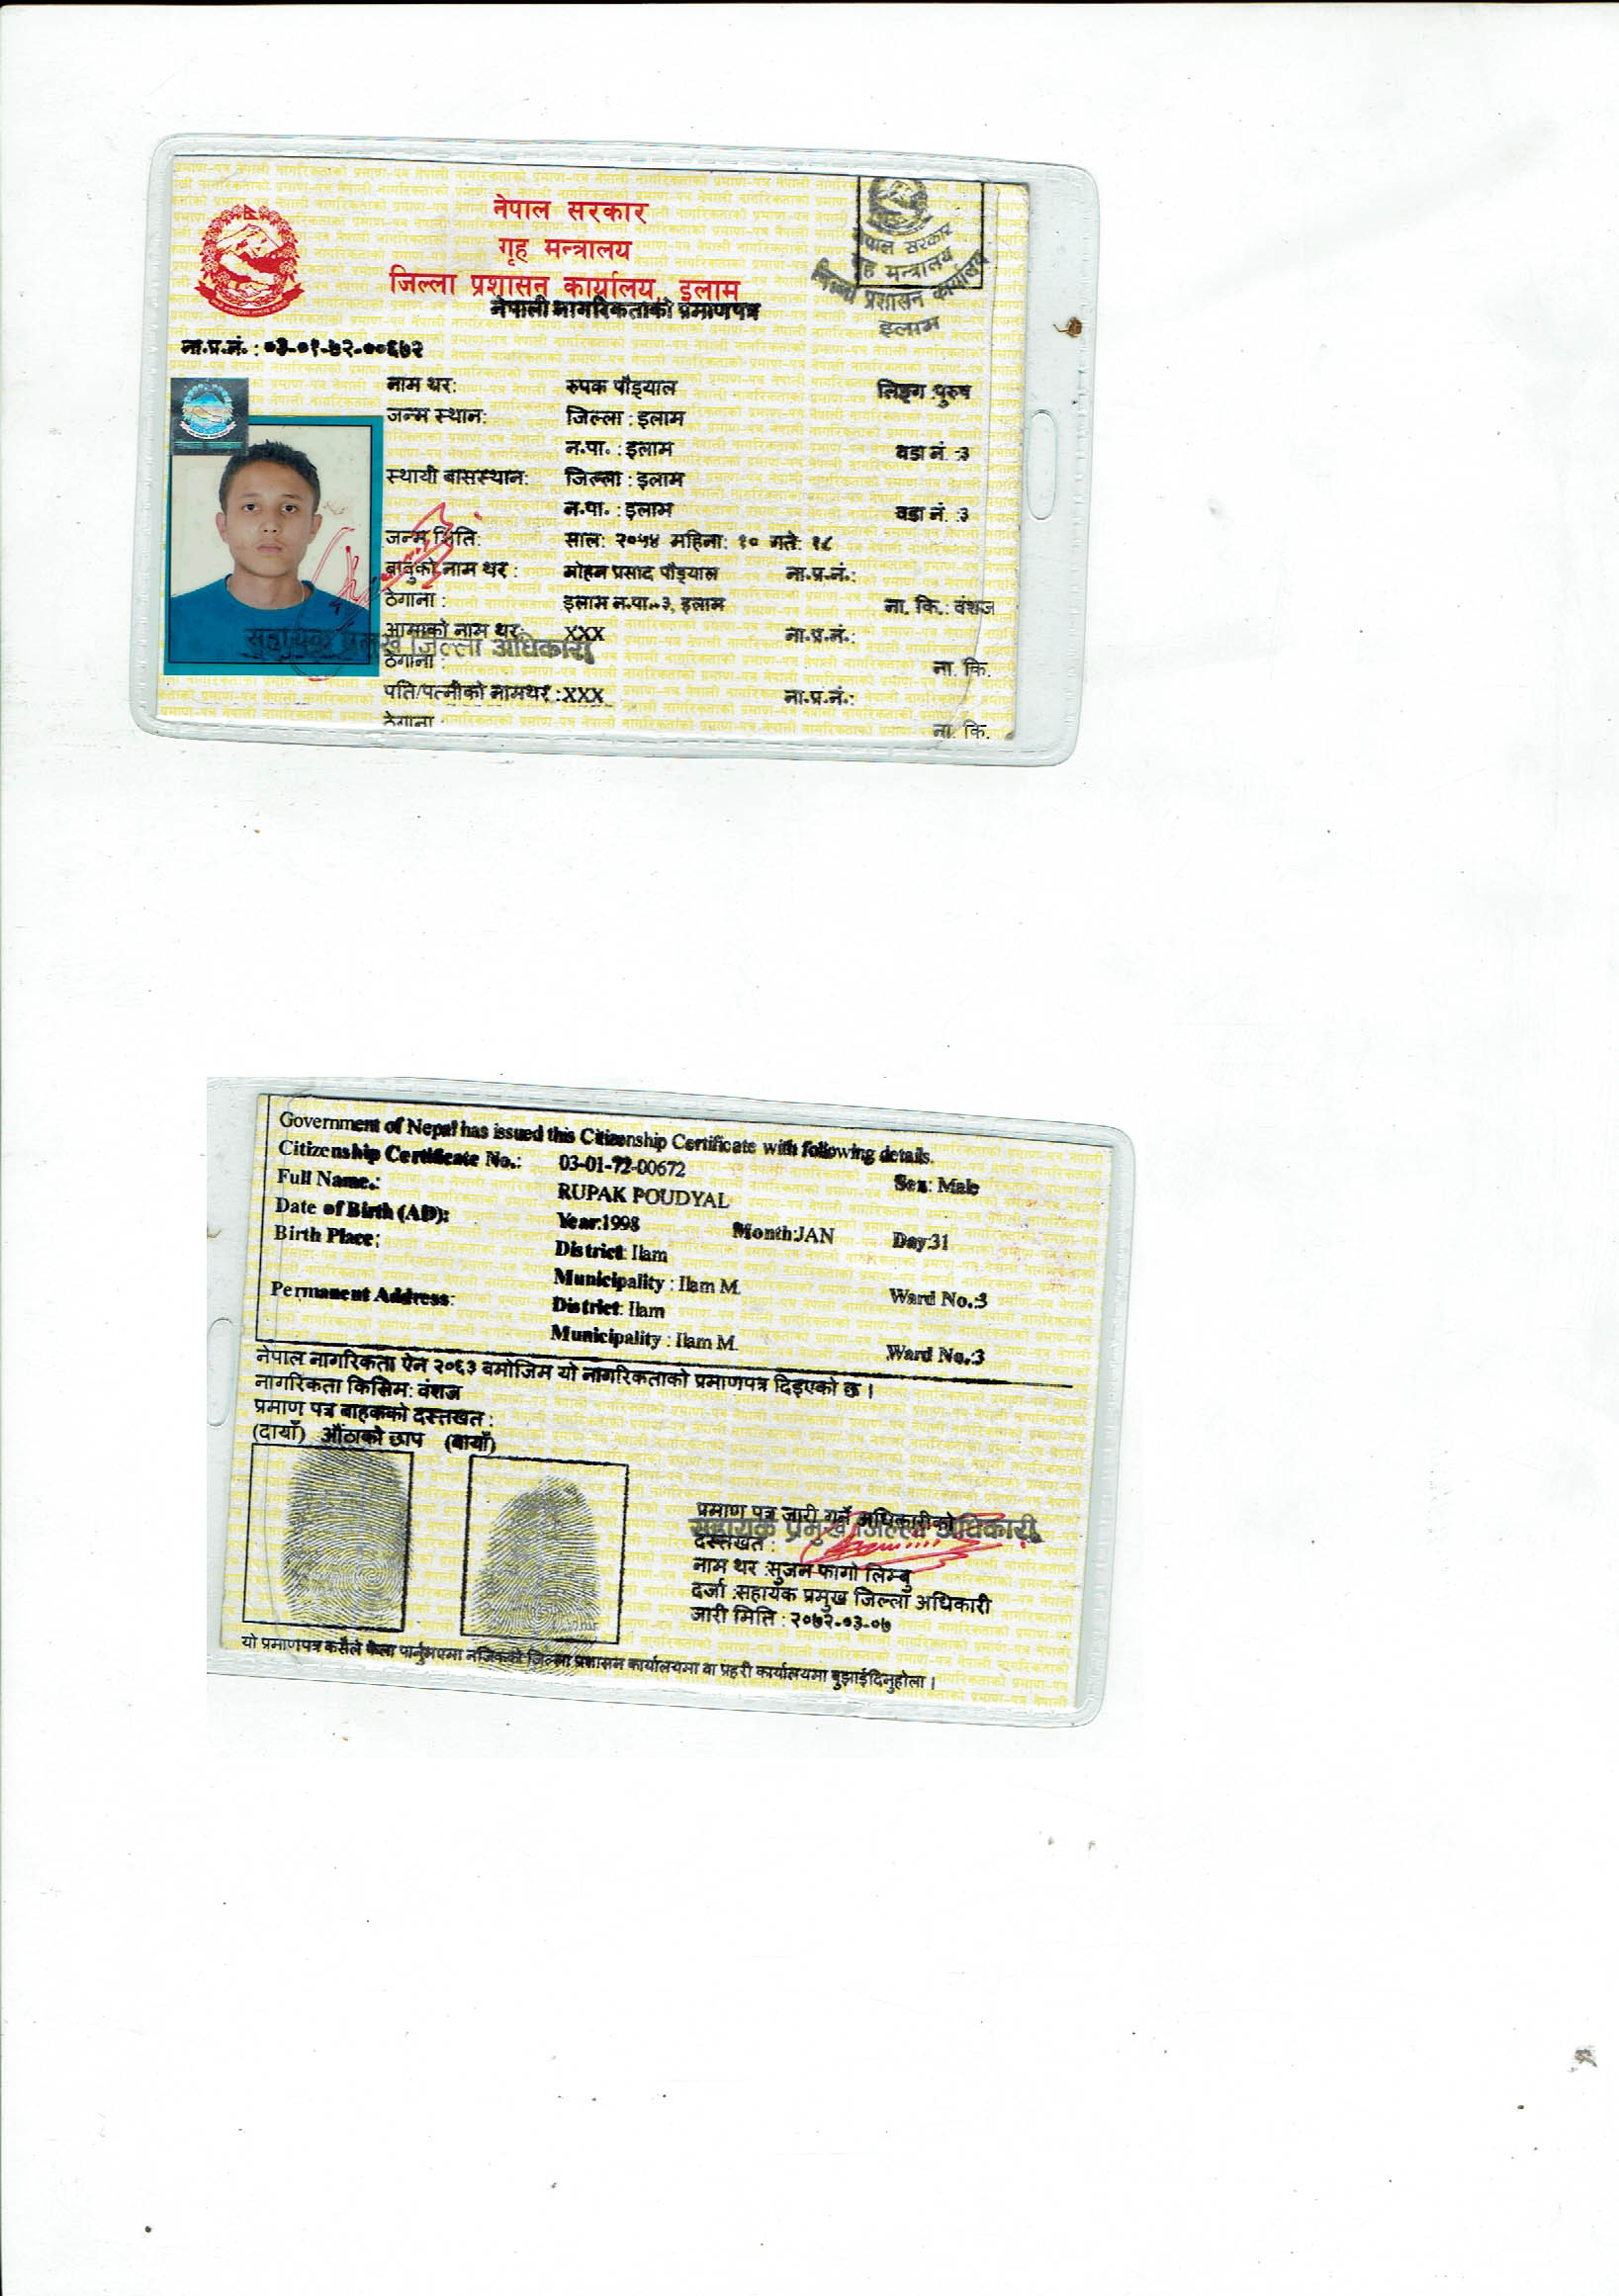 नेपाल सरकार
गृह मन्त्रालय
जिल्ला प्रशासन कार्यालय, इलाम
नेपाली नागरिकताको प्रमाणपत्र
नेपाल सरकार
गृह मन्त्रालय
जिल्ला प्रशासन कार्यालय
इलाम
ना.प्र.नं. : ०३-०१-७२-००६७२
नाम थर: रुपक पौड्याल लिङ्ग :पुरुष
जन्म स्थान: जिल्ला : इलाम
न.पा. : इलाम वडा नं. :३
स्थायी बासस्थान: जिल्ला : इलाम
न.पा. : इलाम वडा नं. :३
जन्म मिति: साल: २०५४ महिना: १० गते: १८
बाबुको नाम थर : मोहन प्रसाद पौड्याल ना.प्र.नं.:
ठेगाना : इलाम न.पा.-३, इलाम ना. कि.: वंशज
आमाको नाम थर: XXX ना.प्र.नं.:
सहायक प्रमुख जिल्ला अधिकारी
ठेगाना : ना. कि.
पति/पत्नीको नामथर :XXX ना.प्र.नं.:
ठेगाना ना. कि.
Government of Nepal has issued this Citizenship Certificate with following details.
Citizenship Certificate No.: 03-01-72-00672 Sex: Male
Full Name.: RUPAK POUDYAL
Date of Birth (AD): Year:1998 Month:JAN Day:31
Birth Place: District: Ilam
Municipality : Ilam M. Ward No.:3
Permanent Address: District: Ilam
Municipality : Ilam M. Ward No.:3
नेपाल नागरिकता ऐन २०६३ बमोजिम यो नागरिकताको प्रमाणपत्र दिइएको छ ।
नागरिकता किसिम: वंशज
प्रमाण पत्र बाहकको दस्तखत :
(दायाँ) औंठाको छाप (बायाँ)
प्रमाण पत्र जारी गर्ने अधिकारीको
सहायक प्रमुख जिल्ला अधिकारी
दस्तखत :
नाम थर :सुजन फागो लिम्बु
दर्जा :सहायक प्रमुख जिल्ला अधिकारी
जारी मिति : २०७२-०३-०७
यो प्रमाणपत्र कसैले फेला पार्नुभएमा नजिकको जिल्ला प्रशासन कार्यालयमा वा प्रहरी कार्यालयमा बुझाईदिनुहोला ।